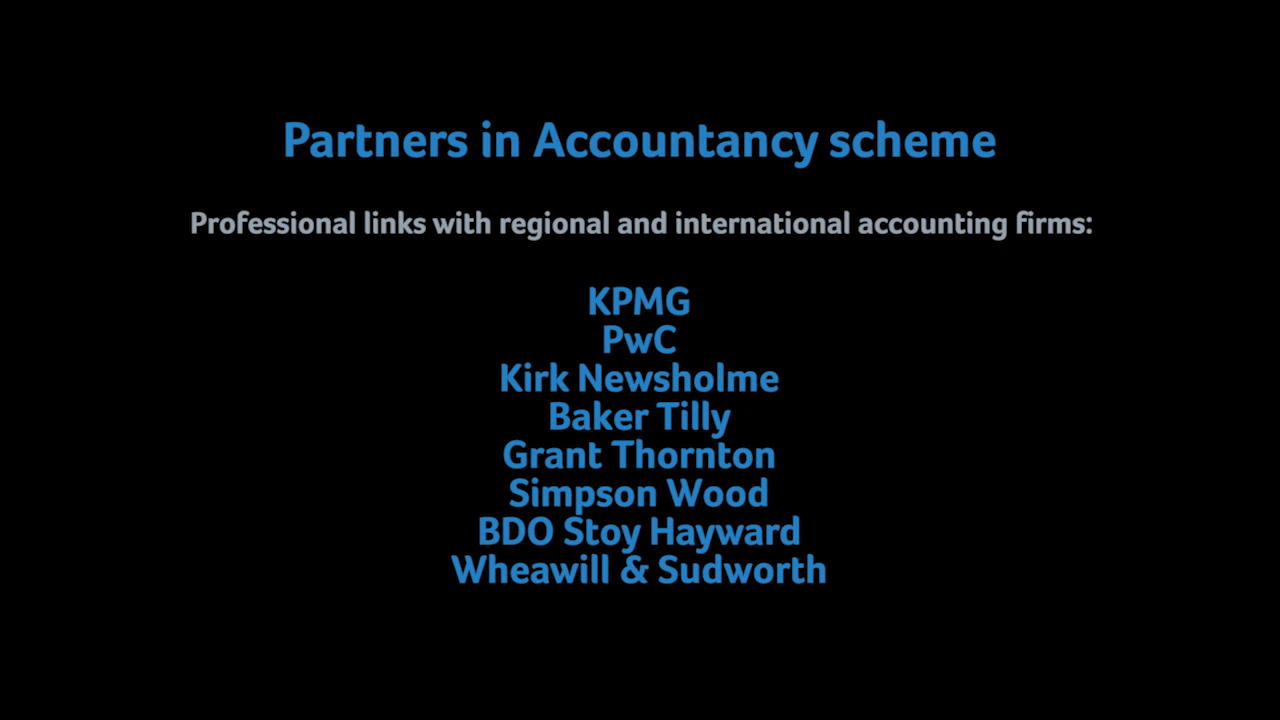 Partners in Accountancy scheme
Professional links with regional and international accounting firms:
KPMG
PwC
Kirk Newsholme
Baker Tilly
Grant Thornton
Simpson Wood
BDO Stoy Hayward
Wheawill & Sudworth